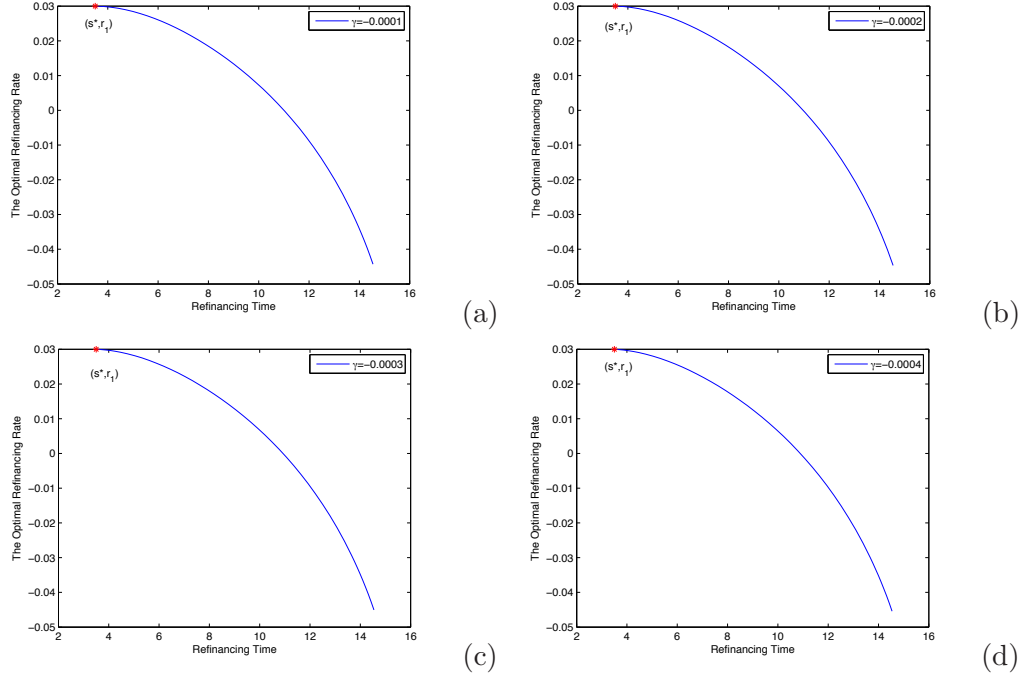 The Optimal Refinancing Rate
0.03
0.02
0.01
0
−0.01
−0.02
−0.03
−0.04
−0.05
(s*,r1)
γ=−0.0001
2 4 6 8 10 12 14 16
Refinancing Time
(a)
The Optimal Refinancing Rate
0.03
0.02
0.01
0
−0.01
−0.02
−0.03
−0.04
−0.05
(s*,r1)
γ=−0.0002
2 4 6 8 10 12 14 16
Refinancing Time
(b)
The Optimal Refinancing Rate
0.03
0.02
0.01
0
−0.01
−0.02
−0.03
−0.04
−0.05
(s*,r1)
γ=−0.0003
2 4 6 8 10 12 14 16
Refinancing Time
(c)
The Optimal Refinancing Rate
0.03
0.02
0.01
0
−0.01
−0.02
−0.03
−0.04
−0.05
(s*,r1)
γ=−0.0004
2 4 6 8 10 12 14 16
Refinancing Time
(d)